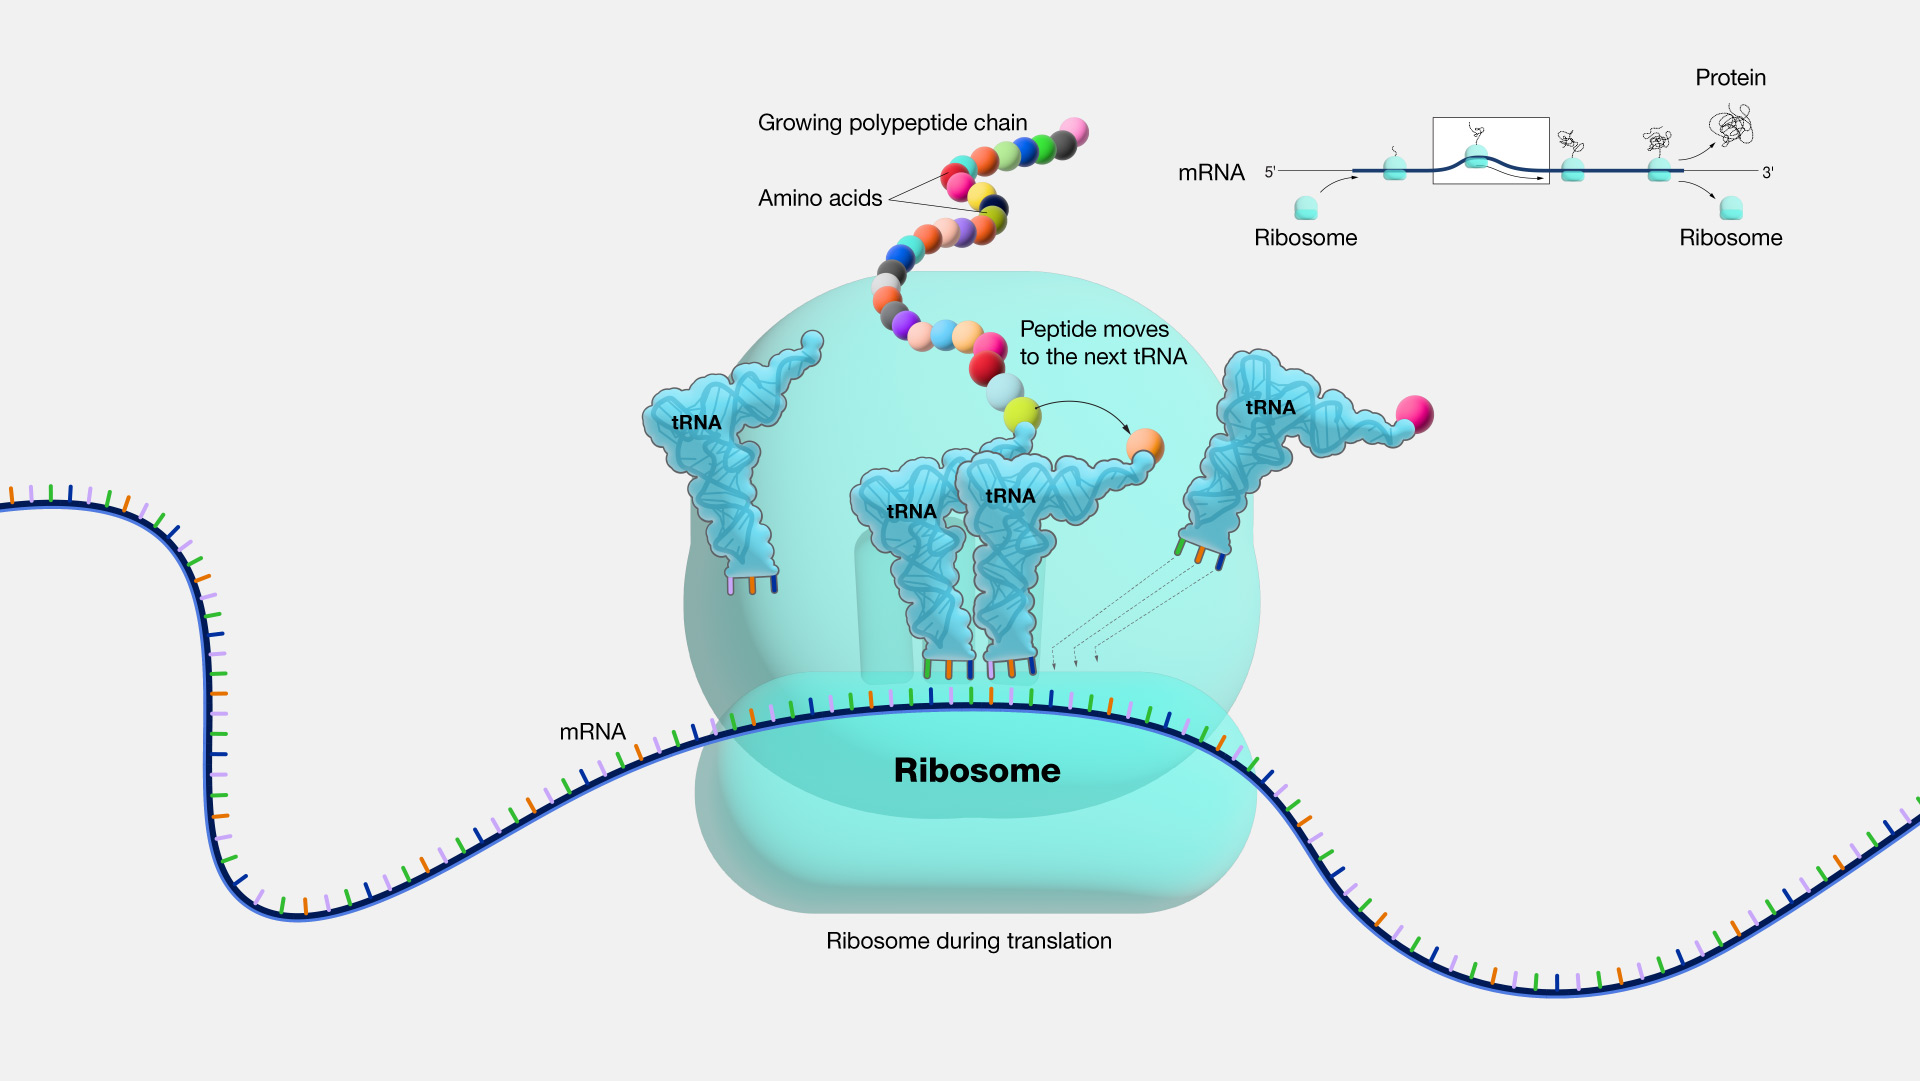 Protein
Growing polypeptide chain
Amino acids
mRNA
5'
3'
Ribosome
Ribosome
Peptide moves
to the next tRNA
tRNA
tRNA
tRNA
tRNA
mRNA
Ribosome
Ribosome during translation